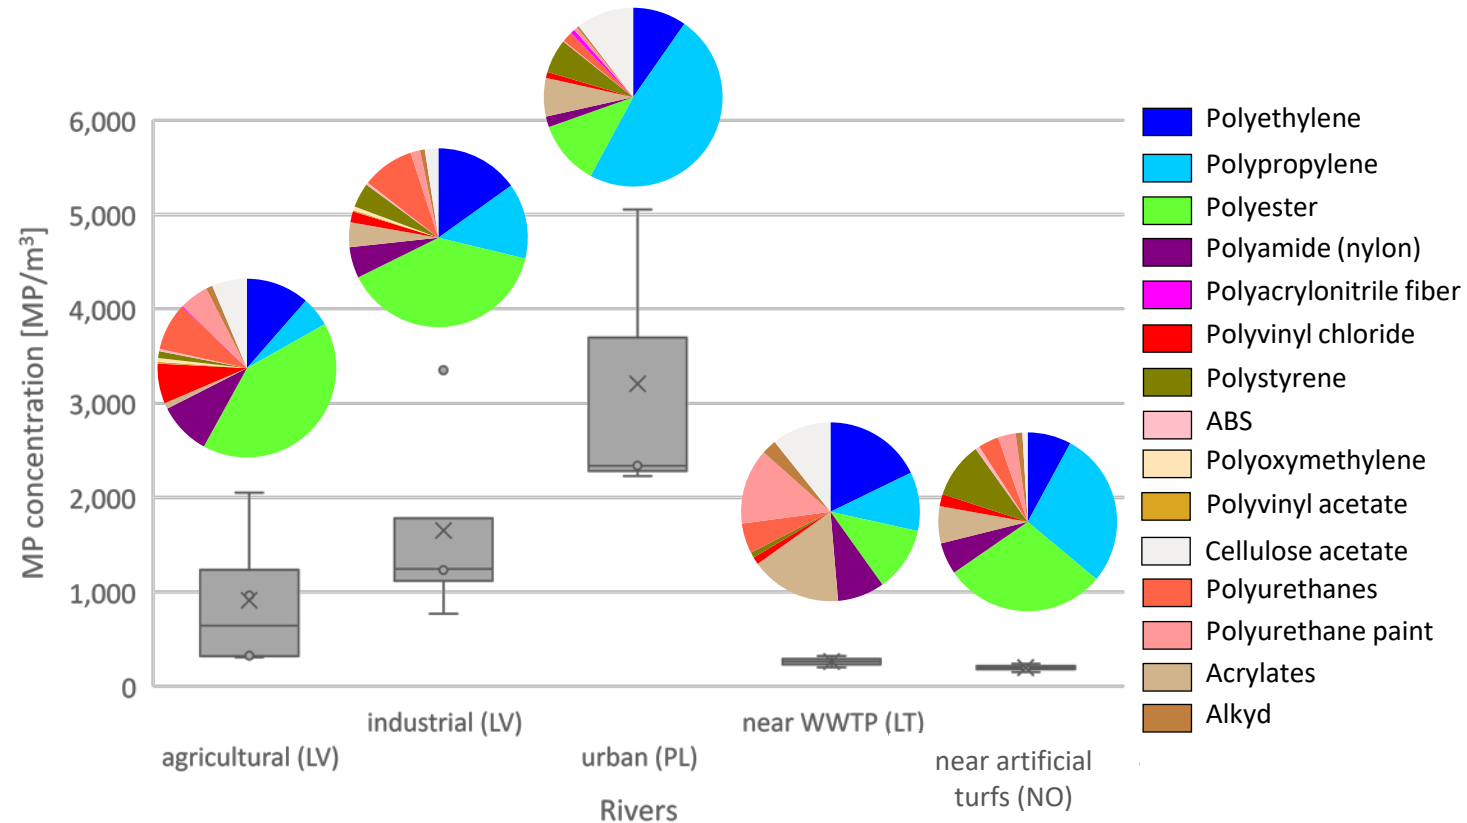 MP concentration [MP/m³]
6,000
5,000
4,000
3,000
2,000
1,000
0
agricultural (LV)
industrial (LV)
urban (PL)
near WWTP (LT)
near artificial
turfs (NO)
Rivers
Polyethylene
Polypropylene
Polyester
Polyamide (nylon)
Polyacrylonitrile fiber
Polyvinyl chloride
Polystyrene
ABS
Polyoxymethylene
Polyvinyl acetate
Cellulose acetate
Polyurethanes
Polyurethane paint
Acrylates
Alkyd